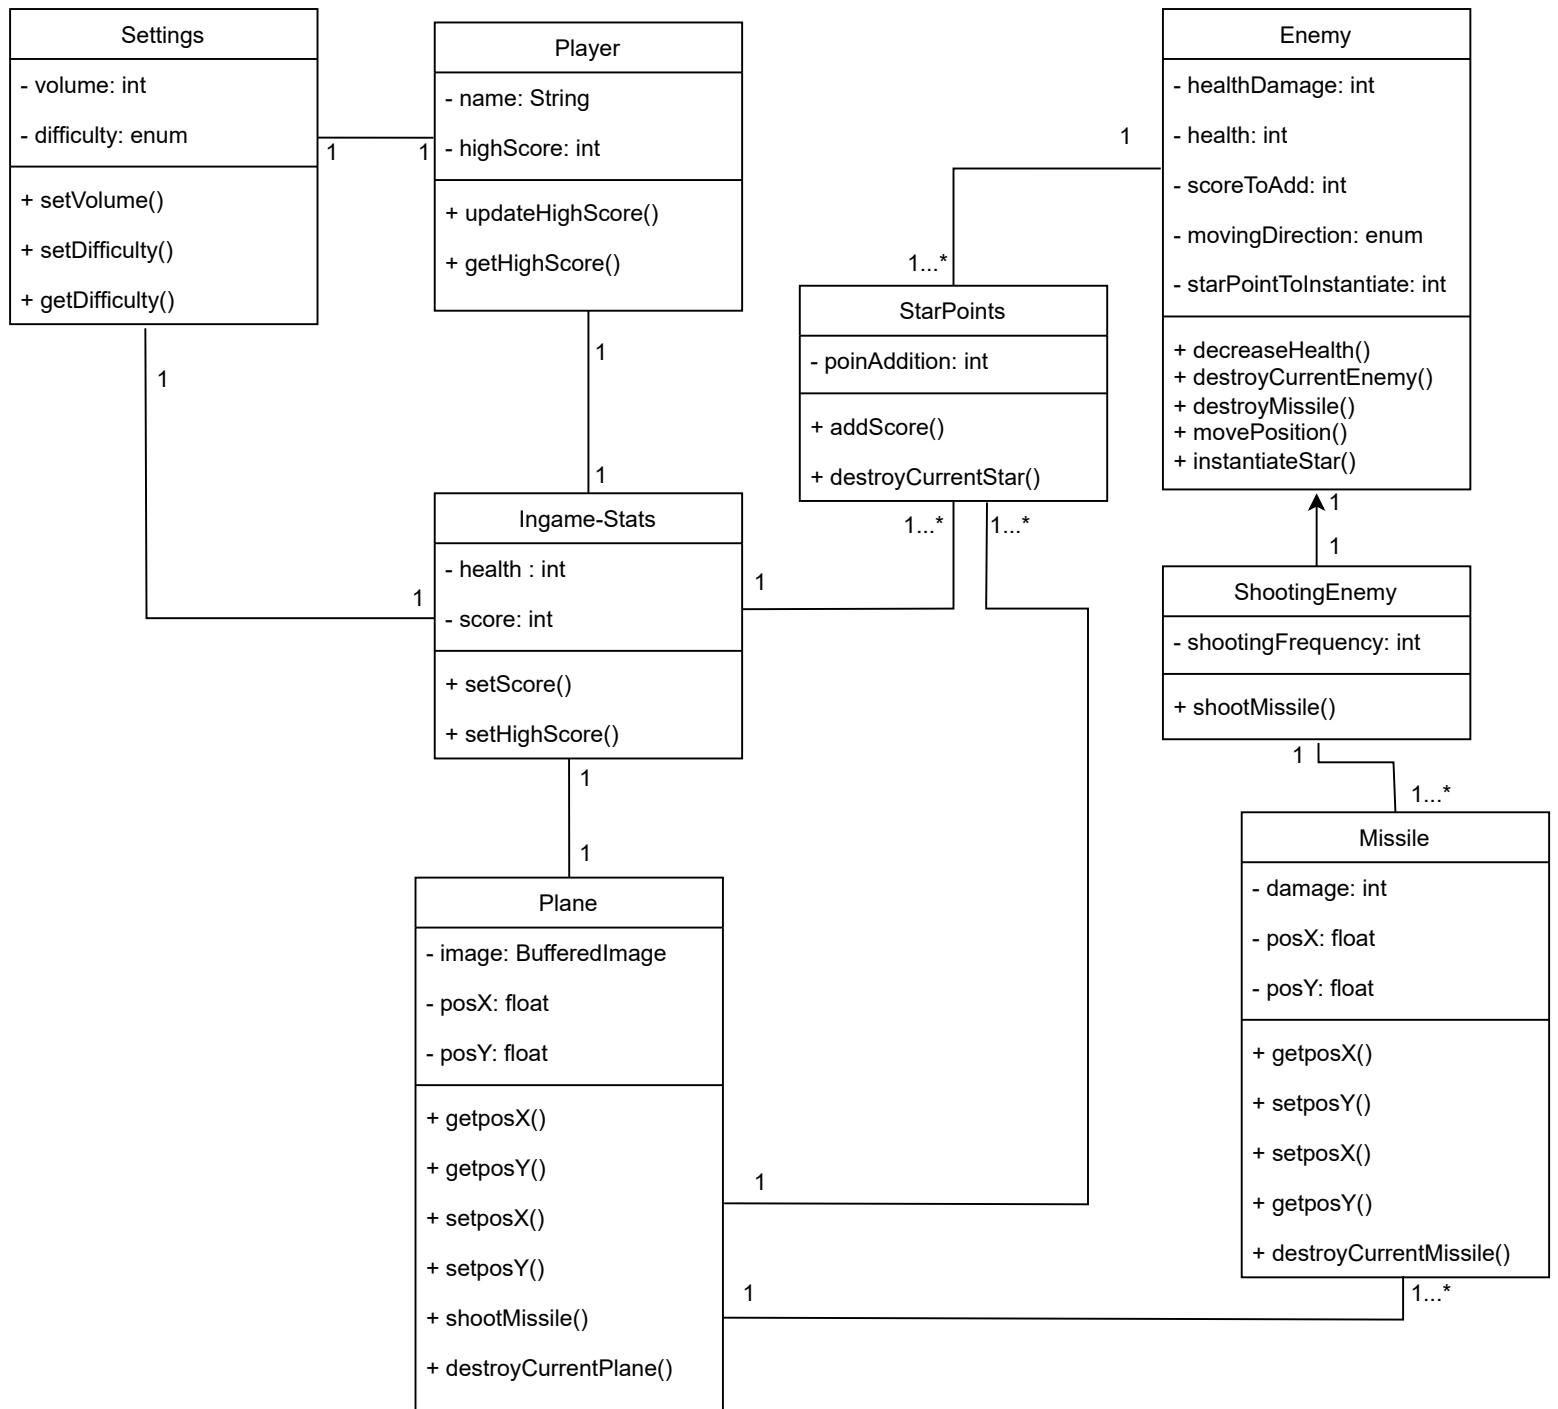 Settings
- volume: int
- difficulty: enum
+ setVolume()
+ setDifficulty()
+ getDifficulty()
1
1
1
1
Player
- name: String
- highScore: int
+ updateHighScore()
+ getHighScore()
1
1
Ingame-Stats
- health : int
- score: int
+ setScore()
+ setHighScore()
1
1...*
1
1
Plane
- image: BufferedImage
- posX: float
- posY: float
+ getposX()
+ getposY()
+ setposX()
+ setposY()
+ shootMissile()
+ destroyCurrentPlane()
1
1...*
1
1...*
StarPoints
- poinAddition: int
+ addScore()
+ destroyCurrentStar()
1...*
1
Enemy
- healthDamage: int
- health: int
- scoreToAdd: int
- movingDirection: enum
- starPointToInstantiate: int
+ decreaseHealth()
+ destroyCurrentEnemy()
+ destroyMissile()
+ movePosition()
+ instantiateStar()
1
1
ShootingEnemy
- shootingFrequency: int
+ shootMissile()
1
1...*
Missile
- damage: int
- posX: float
- posY: float
+ getposX()
+ setposY()
+ setposX()
+ getposY()
+ destroyCurrentMissile()